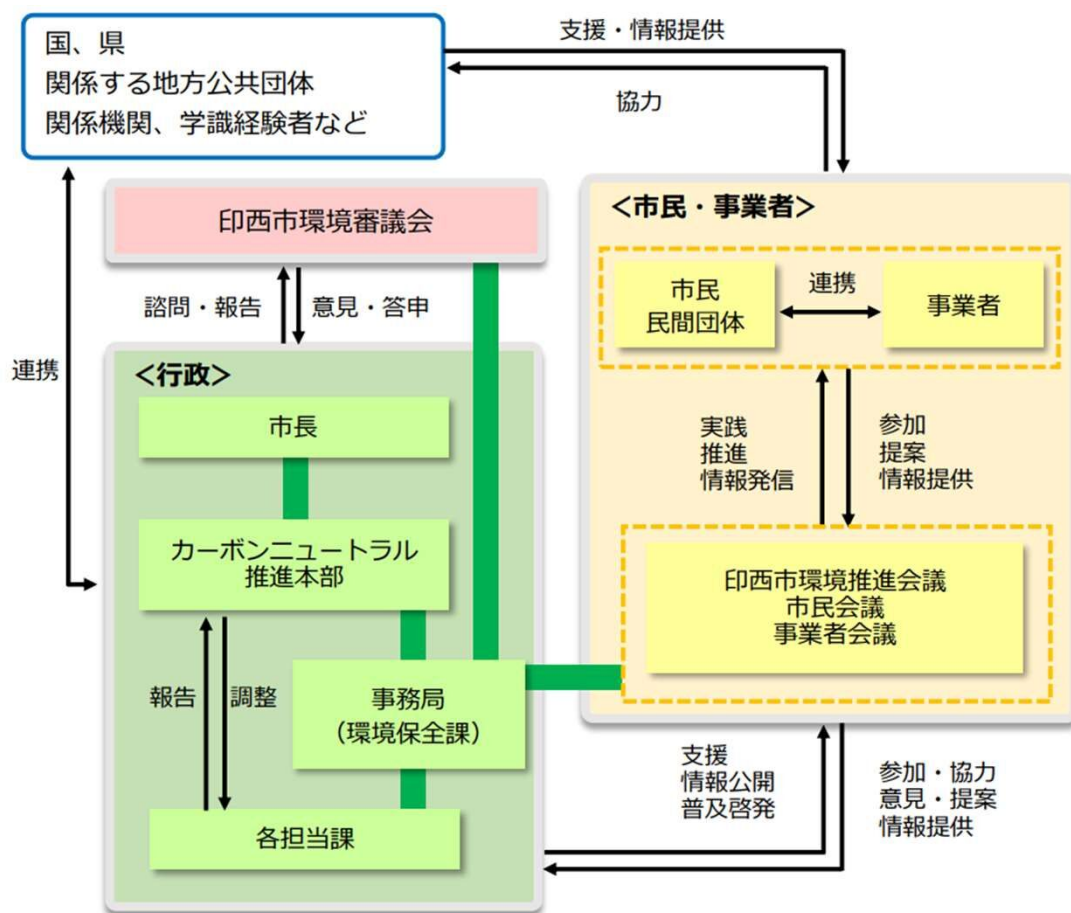 国、県
関係する地方公共団体
関係機関、学識経験者など
支援・情報提供
協力
印西市環境審議会
諮問・報告
意見・答申
連携
<行政>
市長
カーボンニュートラル
推進本部
報告
調整
事務局
（環境保全課）
各担当課
<市民・事業者>
市民
民間団体
連携
事業者
実践
推進
情報発信
参加
提案
情報提供
印西市環境推進会議
市民会議
事業者会議
支援
情報公開
普及啓発
参加・協力
意見・提案
情報提供